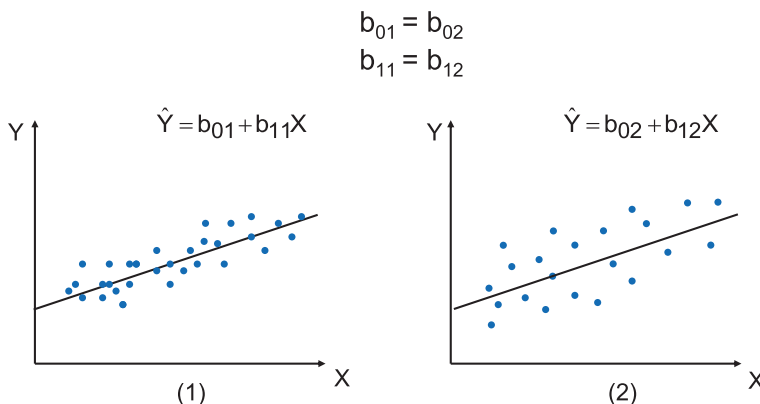 b₀₁ = b₀₂
b₁₁ = b₁₂
Y
Ŷ = b₀₁ + b₁₁X
X
(1)
Y
Ŷ = b₀₂ + b₁₂X
X
(2)